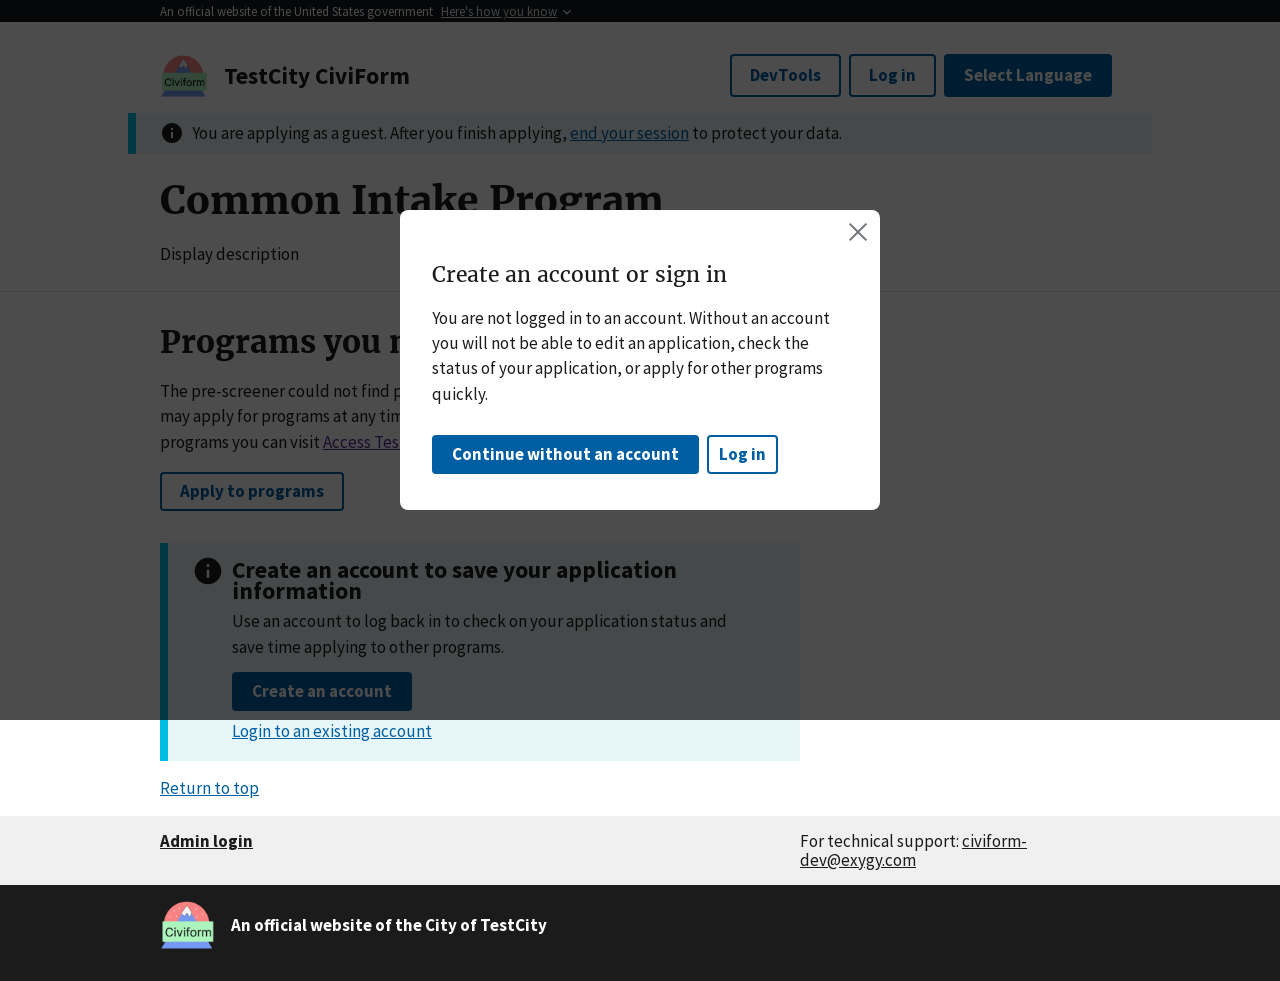 An official website of the United States government Here's how you know
Civiform
TestCity CiviForm
DevTools
Log in
Select Language
You are applying as a guest. After you finish applying, end your session to protect your data.
Common Intake Program
Display description
Programs you
The pre-screener could not find
may apply for programs at any
programs you can visit Access
Apply to programs
Create an account or sign in
You are not logged in to an account. Without an account
you will not be able to edit an application, check the
status of your application, or apply for other programs
quickly.
Continue without an account
Log in
Create an account to save your application
information
Use an account to log back in to check on your application status and
save time applying to other programs.
Create an account
Login to an existing account
Return to top
Admin login
For technical support: civiform-
dev@exygy.com
Civiform
An official website of the City of TestCity